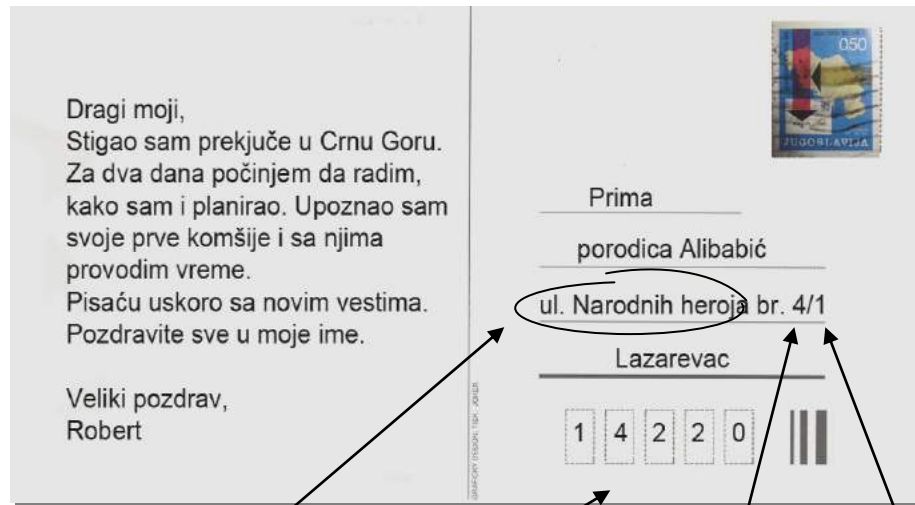 Dragi moji,
Stigao sam prekjuče u Crnu Goru.
Za dva dana počinjem da radim,
kako sam i planirao. Upoznao sam
svoje prve komšije i sa njima
provodim vreme.
Pisaću uskoro sa novim vestima.
Pozdravite sve u moje ime.
Veliki pozdrav,
Robert
050
JUGOSLAVIJA
Prima
porodica Alibabić
ul. Narodnih heroja br. 4/1
Lazarevac
1 4 2 2 0